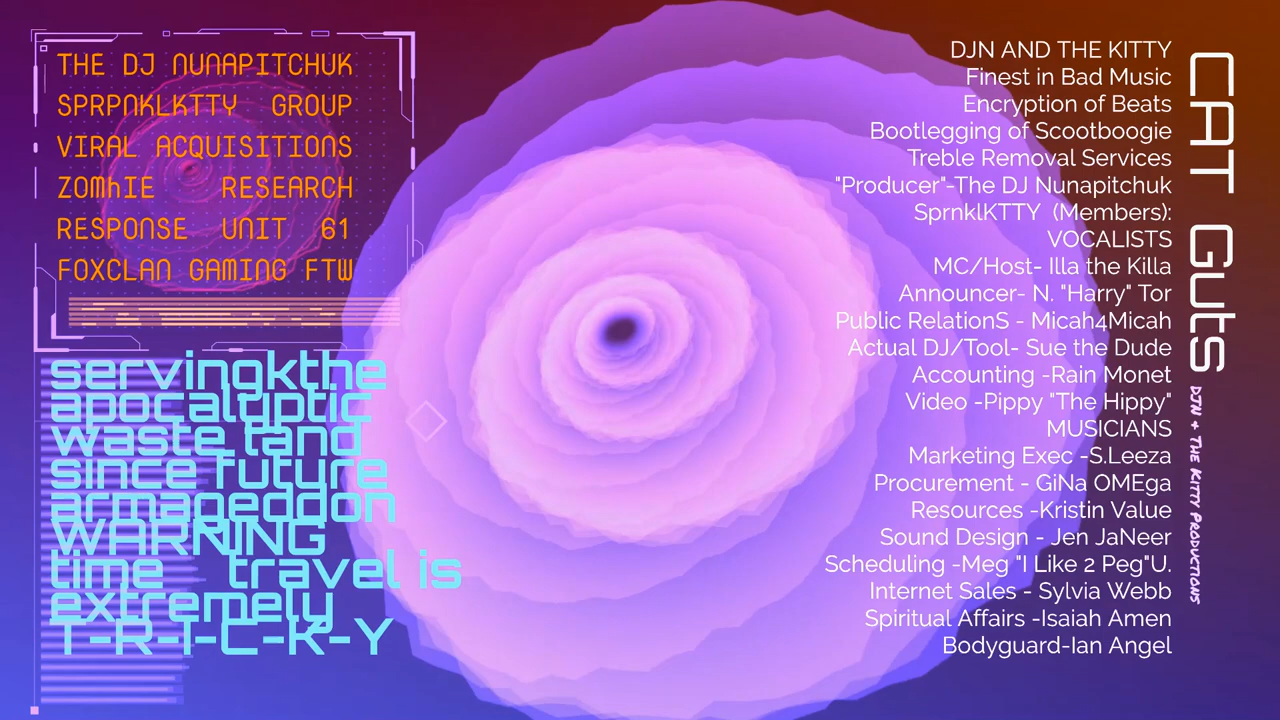 THE DJ NUNAPITCHUK
SPRPNKLKTTY GROUP
VIRAL ACQUISITIONS
ZOMhIE RESEARCH
RESPONSE UNIT 61
FOXCLAN GAMING FTW
servingkthe
apocalyptic
waste tand
since future
armageddon
WARNING
time travel is
extremely
T-R-I-C-K-Y
DJN AND THE KITTY
Finest in Bad Music
Encryption of Beats
Bootlegging of Scootboogie
Treble Removal Services
"Producer"-The DJ Nunapitchuk
SprnklKTTY (Members):
VOCALISTS
MC/Host- Illa the Killa
Announcer- N. "Harry" Tor
Public RelationS - Micah4Micah
Actual DJ/Tool- Sue the Dude
Accounting -Rain Monet
Video -Pippy "The Hippy"
MUSICIANS
Marketing Exec -S.Leeza
Procurement - GiNa OMEga
Resources -Kristin Value
Sound Design - Jen JaNeer
Scheduling -Meg "I Like 2 Peg"U.
Internet Sales - Sylvia Webb
Spiritual Affairs -Isaiah Amen
Bodyguard-Ian Angel
CAT Guts
DJN + The Kitty Productions